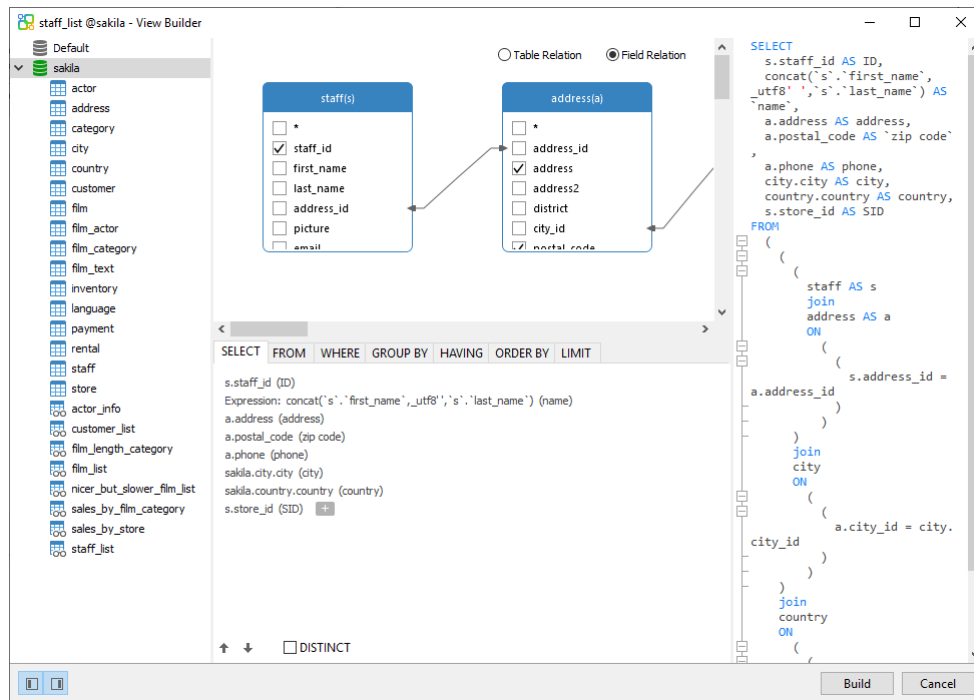 staff_list @sakila - View Builder
Default
sakila
actor
address
category
city
country
customer
film
film_actor
film_category
film_text
inventory
language
payment
rental
staff
store
actor_info
customer_list
film_length_category
film_list
nicer_but_slower_film_list
sales_by_film_category
sales_by_store
staff_list
Table Relation
Field Relation
staff(s)
*
staff_id
first_name
last_name
address_id
picture
email
address(a)
*
address_id
address
address2
district
city_id
postal_code
SELECT FROM WHERE GROUP BY HAVING ORDER BY LIMIT
s.staff_id (ID)
Expression: concat(`s`.`first_name`,_utf8'',`s`.`last_name`) (name)
a.address (address)
a.postal_code (zip code)
a.phone (phone)
sakila.city.city (city)
sakila.country.country (country)
s.store_id (SID) +
DISTINCT
SELECT
s.staff_id AS ID,
concat(`s`.`first_name`,
_utf8' ',`s`.`last_name`) AS
`name`,
a.address AS address,
a.postal_code AS `zip code`
,
a.phone AS phone,
city.city AS city,
country.country AS country,
s.store_id AS SID
FROM
(
(
(
staff AS s
join
address AS a
ON
(
(
s.address_id =
a.address_id
)
)
)
join
city
ON
(
(
a.city_id = city.
city_id
)
)
)
join
country
ON
(
(
Build
Cancel